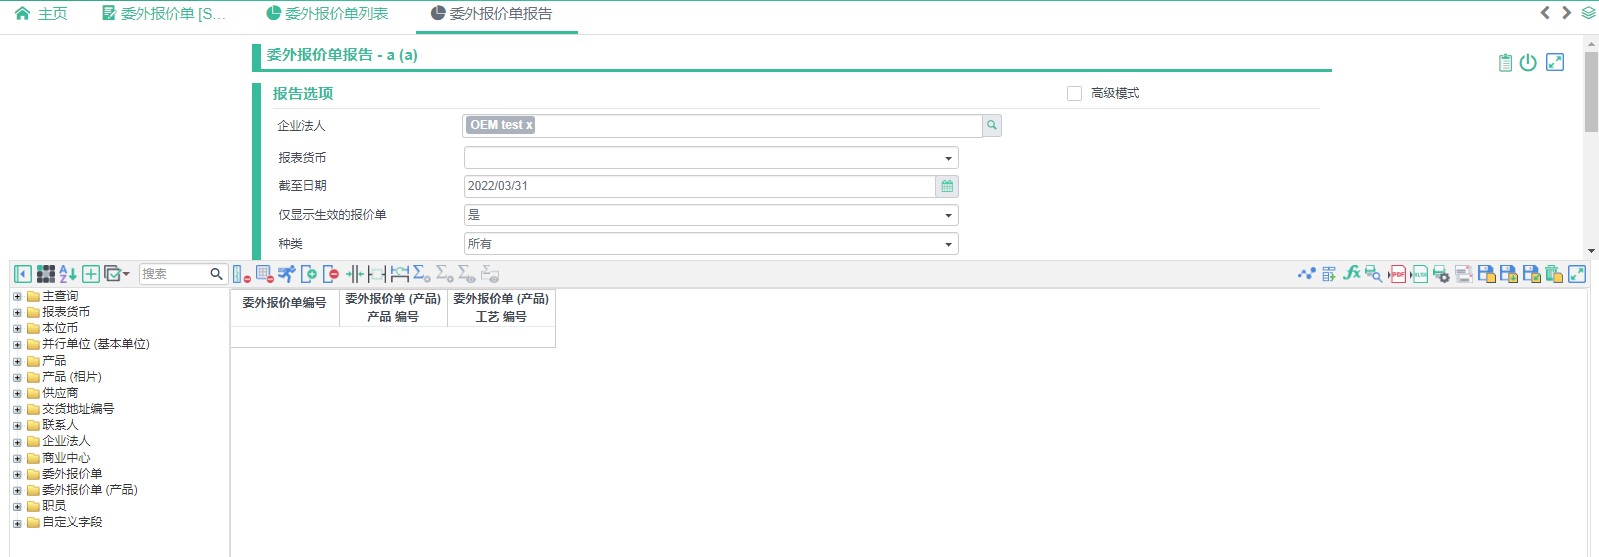 主页
委外报价单 [S...
委外报价单列表
委外报价单报告
委外报价单报告 - a (a)
报告选项
高级模式
企业法人
OEM test x
报表货币
截至日期
2022/03/31
仅显示生效的报价单
是
种类
所有
搜索
主查询
报表货币
本位币
并行单位 (基本单位)
产品
产品 (相片)
供应商
交货地址编号
联系人
企业法人
商业中心
委外报价单
委外报价单 (产品)
职员
自定义字段
委外报价单编号
委外报价单 (产品)
产品 编号
委外报价单 (产品)
工艺 编号